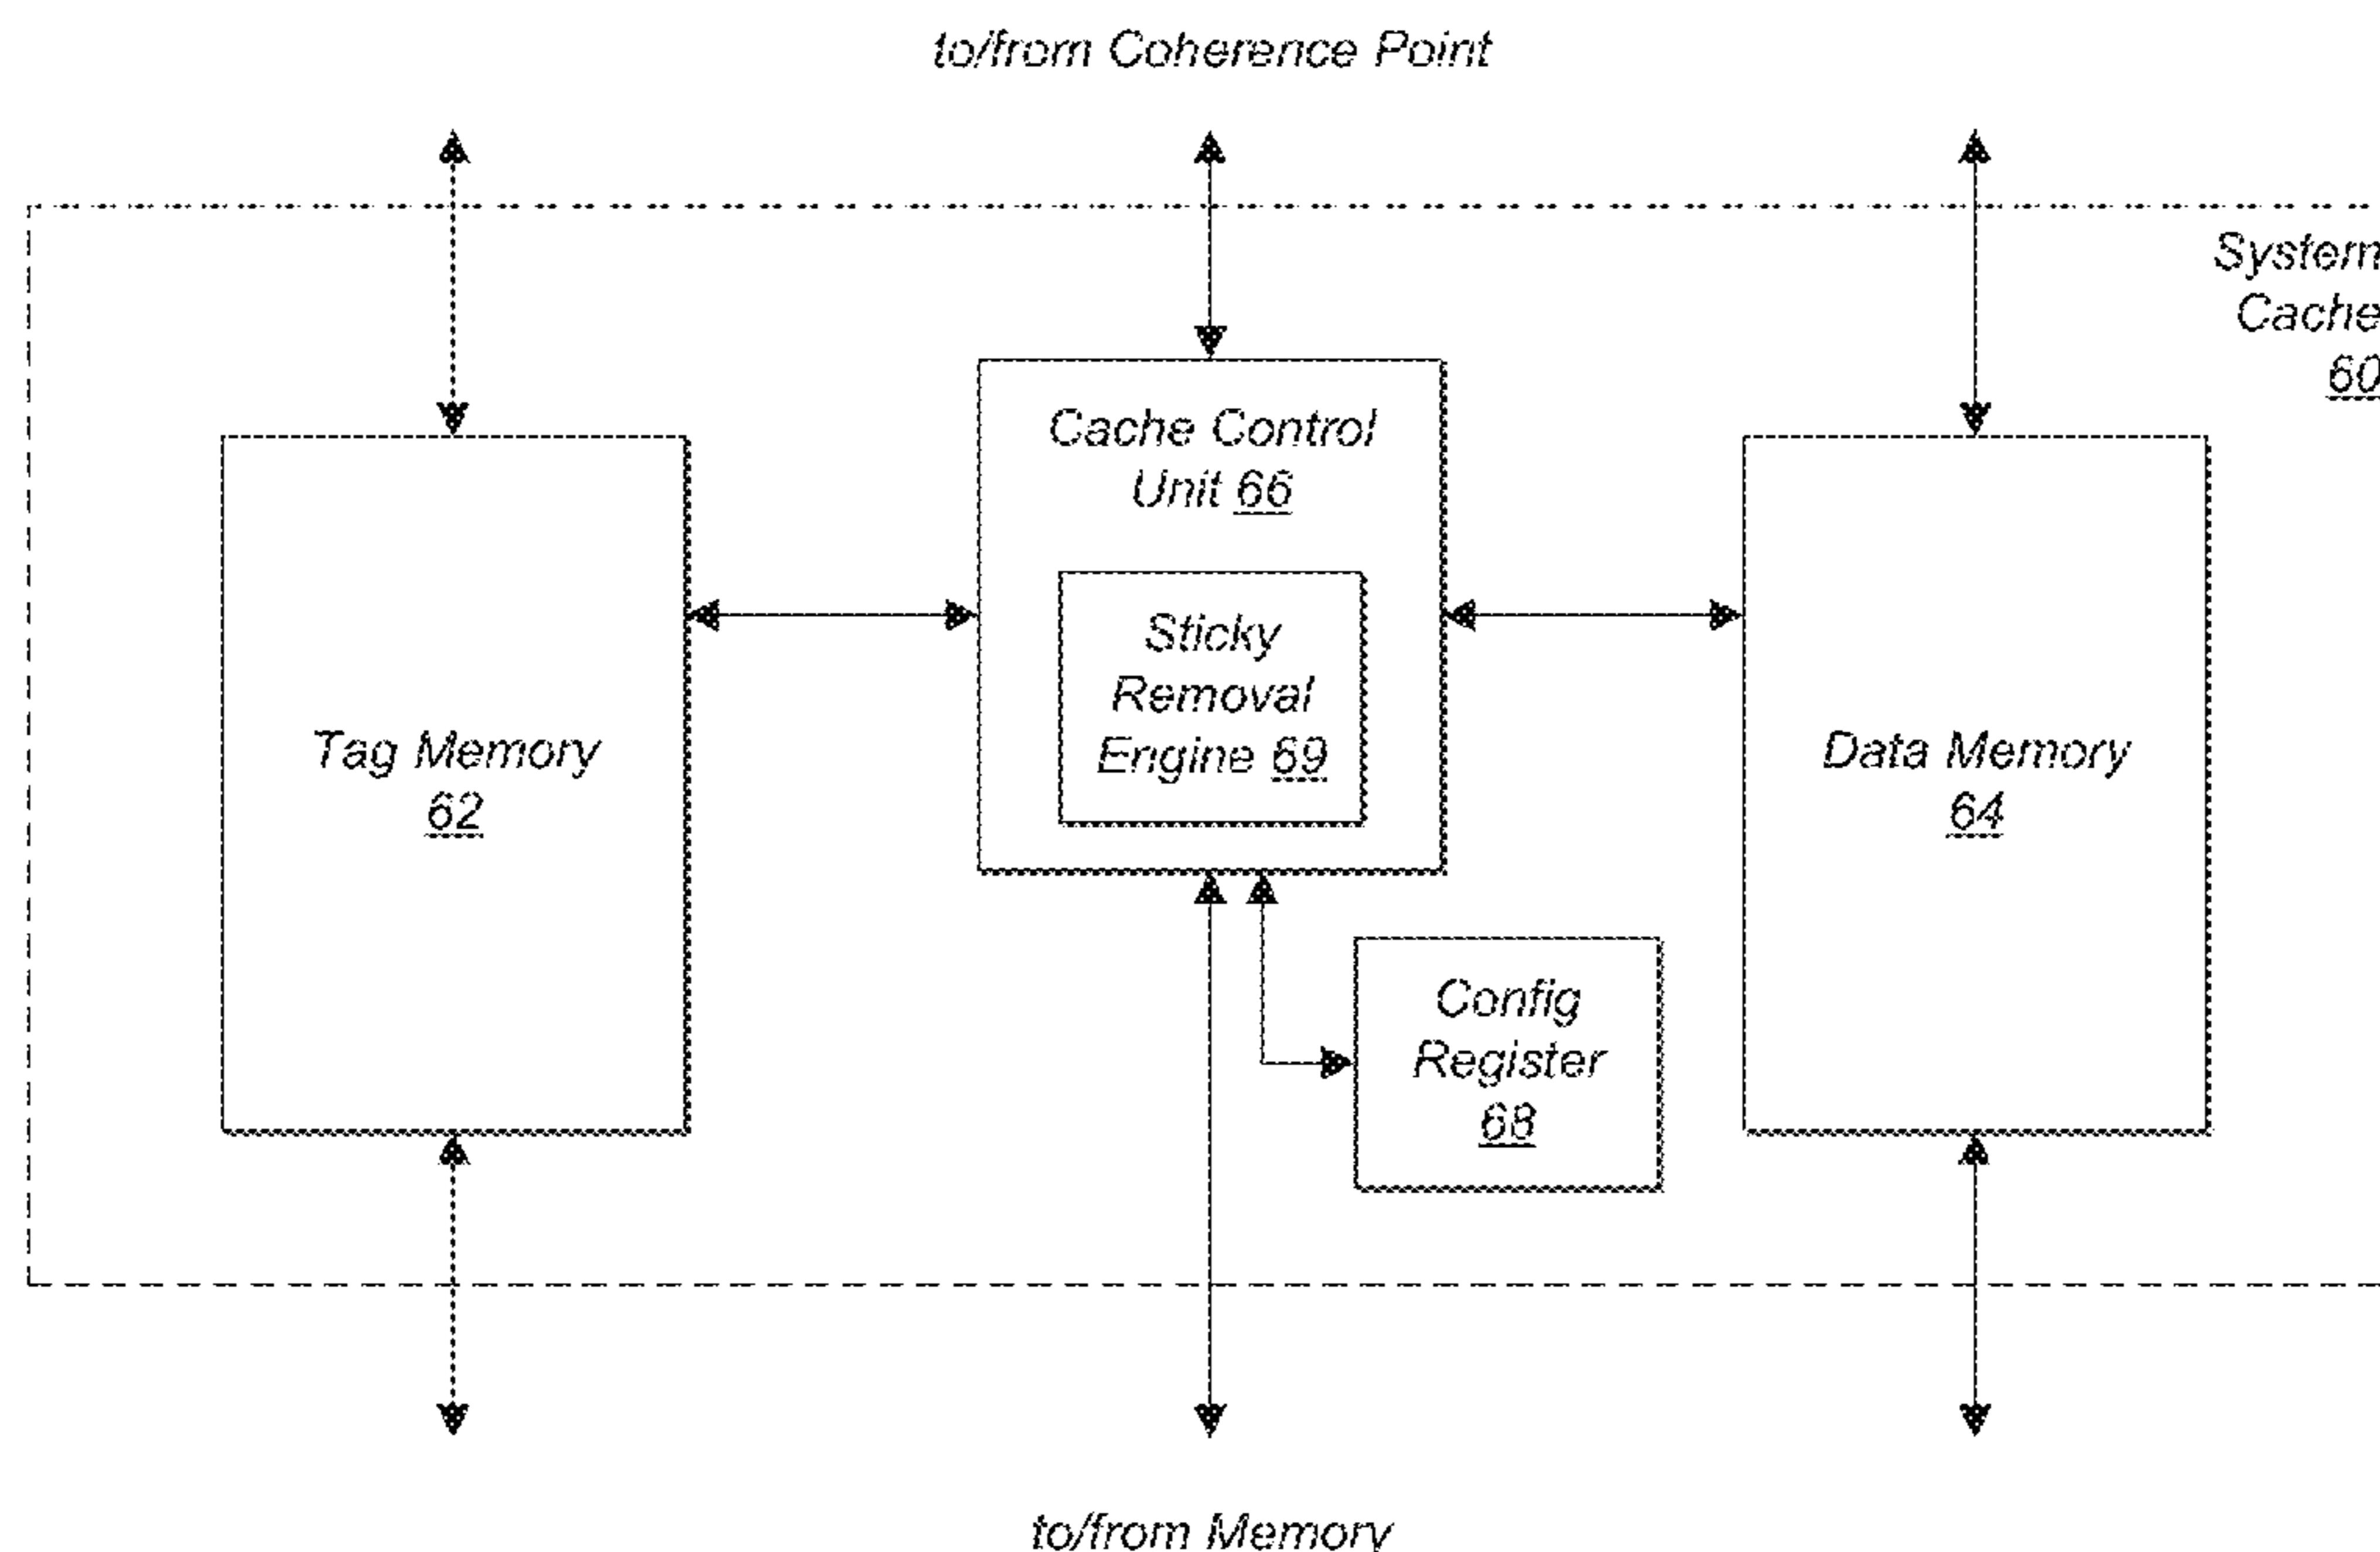 to/from Coherence Point
System
Cache
60
Cache Control
Unit 66
Sticky
Removal
Engine 69
Tag Memory
62
Data Memory
64
Config
Register
68
to/from Memory